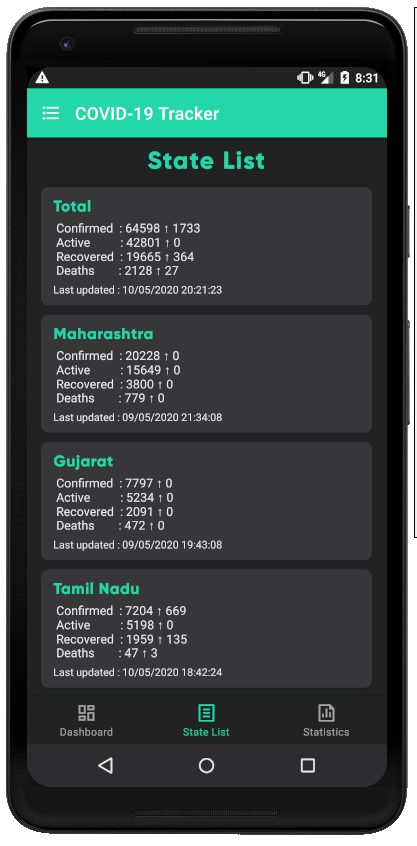 4G 8:31
COVID-19 Tracker
State List
Total
Confirmed : 64598 ↑ 1733
Active : 42801 ↑ 0
Recovered : 19665 ↑ 364
Deaths : 2128 ↑ 27
Last updated : 10/05/2020 20:21:23
Maharashtra
Confirmed : 20228 ↑ 0
Active : 15649 ↑ 0
Recovered : 3800 ↑ 0
Deaths : 779 ↑ 0
Last updated : 09/05/2020 21:34:08
Gujarat
Confirmed : 7797 ↑ 0
Active : 5234 ↑ 0
Recovered : 2091 ↑ 0
Deaths : 472 ↑ 0
Last updated : 09/05/2020 19:43:08
Tamil Nadu
Confirmed : 7204 ↑ 669
Active : 5198 ↑ 0
Recovered : 1959 ↑ 135
Deaths : 47 ↑ 3
Last updated : 10/05/2020 18:42:24
Dashboard State List Statistics